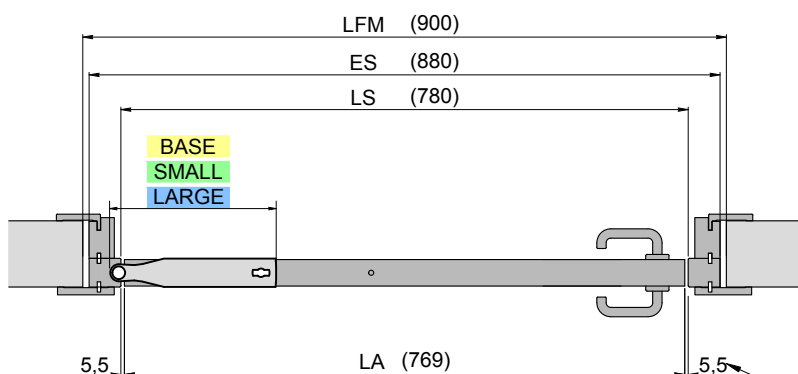 LFM (900)
ES (880)
LS (780)
BASE
SMALL
LARGE
5,5 LA (769) 5,5